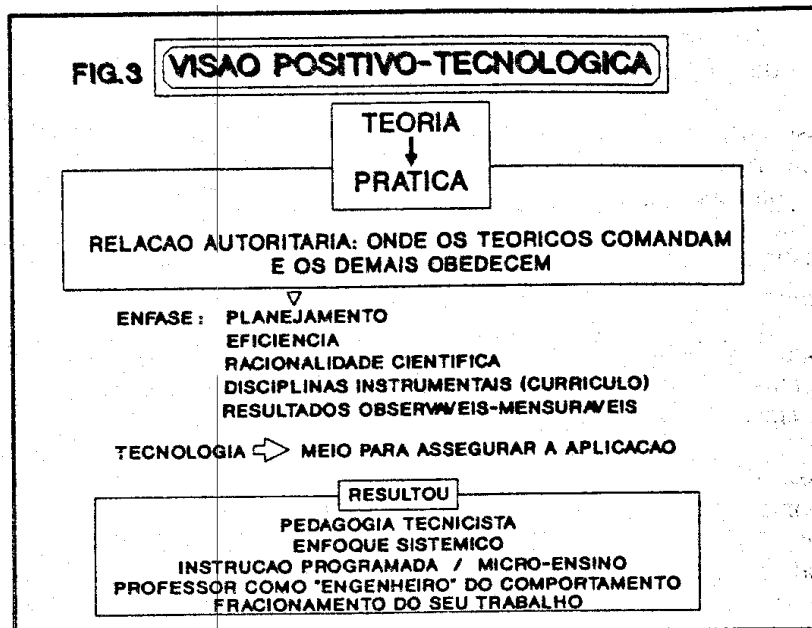 FIG.3 VISAO POSITIVO-TECNOLOGICA
TEORIA
PRATICA
RELACAO AUTORITARIA: ONDE OS TEORICOS COMANDAM
E OS DEMAIS OBEDECEM
ENFASE: PLANEJAMENTO
EFICIENCIA
RACIONALIDADE CIENTIFICA
DISCIPLINAS INSTRUMENTAIS (CURRICULO)
RESULTADOS OBSERVAVEIS-MENSURAVEIS
TECNOLOGIA MEIO PARA ASSEGURAR A APLICACAO
RESULTOU
PEDAGOGIA TECNICISTA
ENFOQUE SISTEMICO
INSTRUCAO PROGRAMADA / MICRO-ENSINO
PROFESSOR COMO "ENGENHEIRO" DO COMPORTAMENTO
FRACIONAMENTO DO SEU TRABALHO